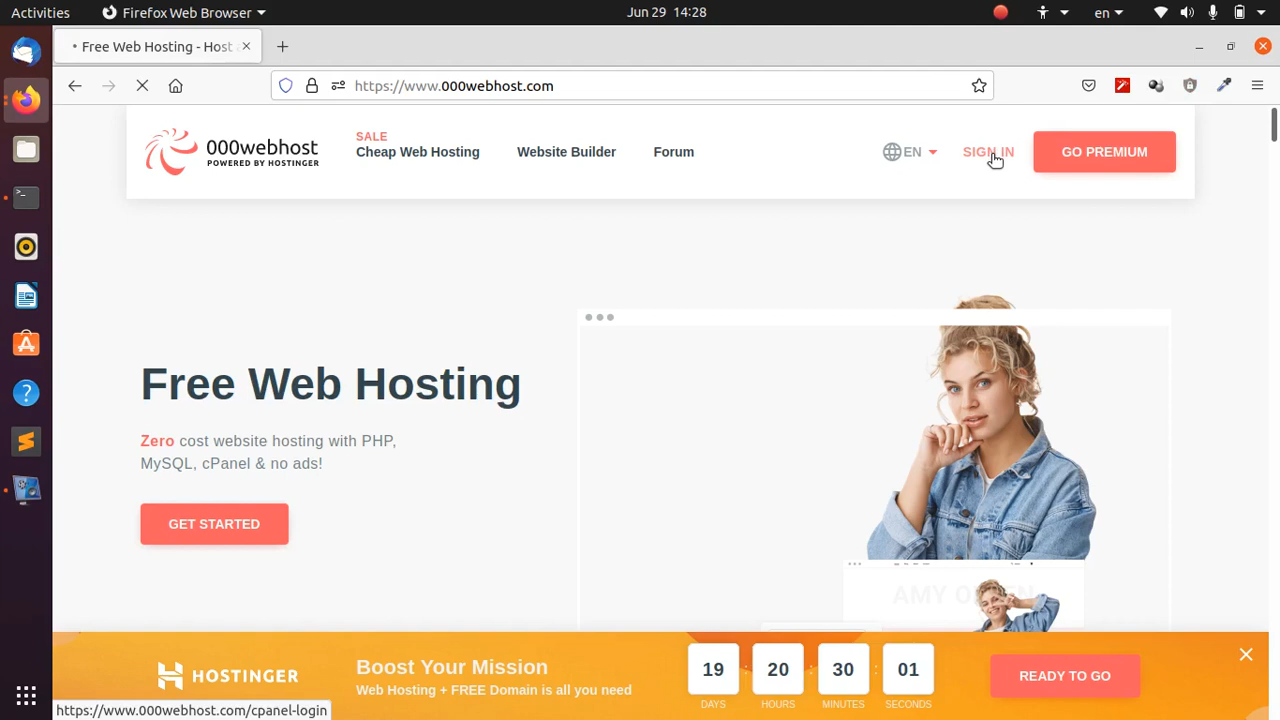 Activities
Firefox Web Browser
Jun 29 14:28
en
Free Web Hosting - Host
https://www.000webhost.com
000webhost
POWERED BY HOSTINGER
SALE
Cheap Web Hosting
Website Builder
Forum
EN
SIGN IN
GO PREMIUM
Free Web Hosting
Zero cost website hosting with PHP,
MySQL, cPanel & no ads!
GET STARTED
HOSTINGER
Boost Your Mission
Web Hosting + FREE Domain is all you need
19 : 20 : 30 : 01
DAYS HOURS MINUTES SECONDS
READY TO GO
https://www.000webhost.com/cpanel-login